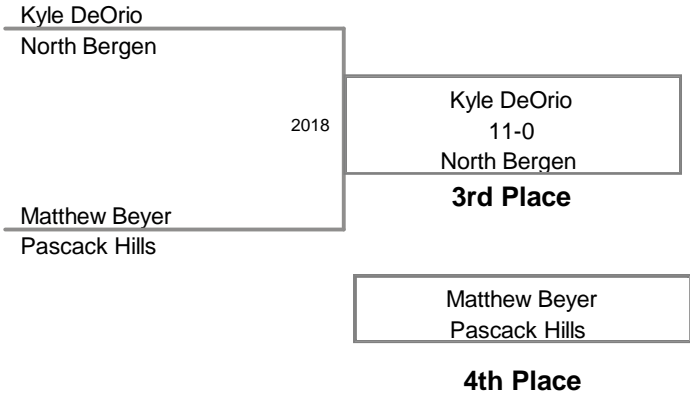 Kyle DeOrio
North Bergen
2018
Kyle DeOrio
11-0
North Bergen
3rd Place
Matthew Beyer
Pascack Hills
Matthew Beyer
Pascack Hills
4th Place